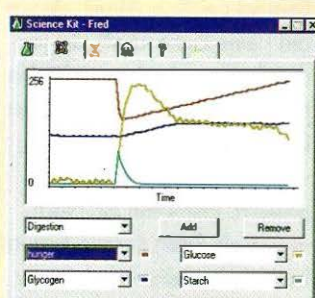 Science Kit - Fred
256
0
Time
Digestion
Add
Remove
hunger
Glucose
Glycogen
Starch